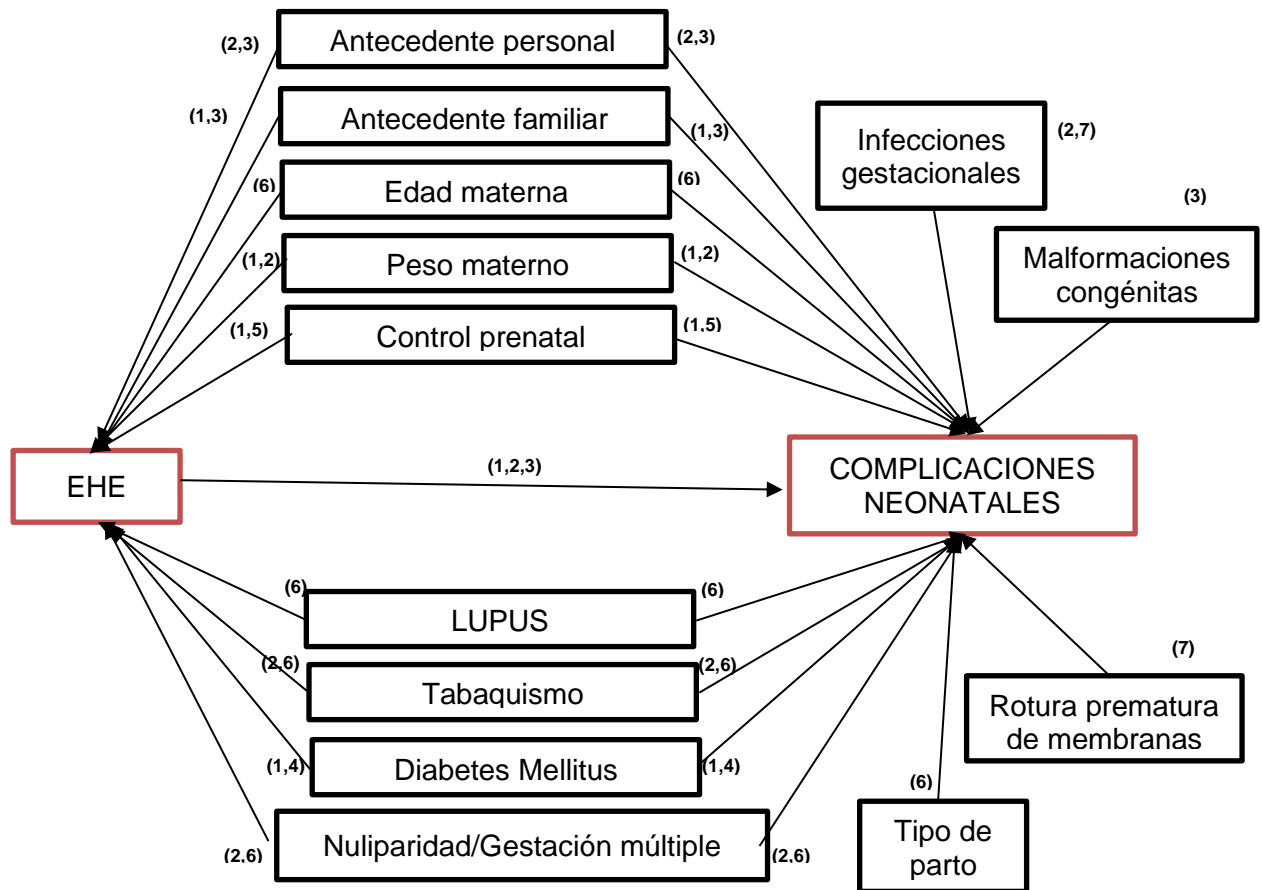 (2,3) Antecedente personal (2,3)
(1,3) Antecedente familiar (1,3)
Infecciones
gestacionales
(2,7)
(6) Edad materna (6)
(3)
Malformaciones
congénitas
(1,2) Peso materno (1,2)
(1,5) Control prenatal (1,5)
EHE
(1,2,3)
COMPLICACIONES
NEONATALES
(6) LUPUS (6)
(2,6) Tabaquismo (2,6)
(7)
Rotura prematura
de membranas
(1,4) Diabetes Mellitus (1,4)
(6)
Tipo de
parto
(2,6) Nuliparidad/Gestación múltiple (2,6)